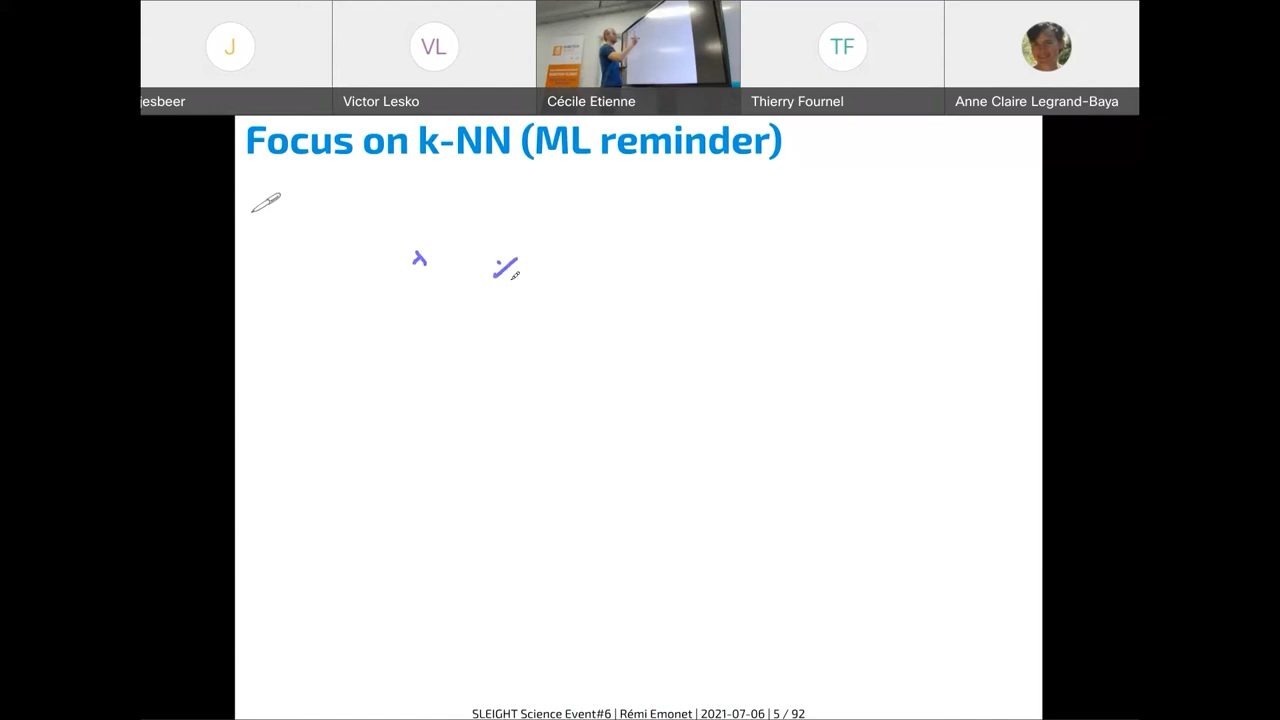 J
VL
TF
jesbeer
Victor Lesko
Cécile Etienne
Thierry Fournel
Anne Claire Legrand-Baya
Focus on k-NN (ML reminder)
SLEIGHT Science Event#6 | Rémi Emonet | 2021-07-06 | 5 / 92